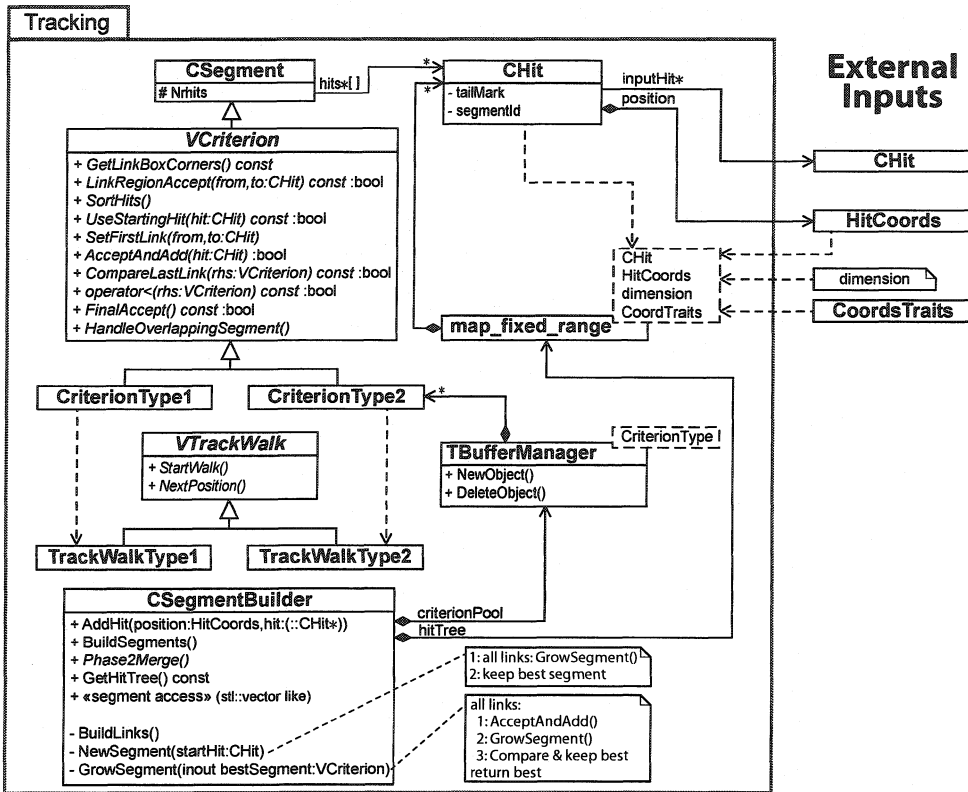 Tracking
External
Inputs
CSegment
# Nrhits
hits*[ ]
*
*
CHit
- tailMark
- segmentId
inputHit*
position
CHit
HitCoords
dimension
CoordsTraits
VCriterion
+ GetLinkBoxCorners() const
+ LinkRegionAccept(from,to:CHit) const :bool
+ SortHits()
+ UseStartingHit(hit:CHit) const :bool
+ SetFirstLink(from,to:CHit)
+ AcceptAndAdd(hit:CHit) :bool
+ CompareLastLink(rhs:VCriterion) const :bool
+ operator<(rhs:VCriterion) const :bool
+ FinalAccept() const :bool
+ HandleOverlappingSegment()
CHit
HitCoords
dimension
CoordTraits
map_fixed_range
CriterionType1
CriterionType2
*
CriterionType
TBufferManager
+ NewObject()
+ DeleteObject()
VTrackWalk
+ StartWalk()
+ NextPosition()
TrackWalkType1
TrackWalkType2
CSegmentBuilder
+ AddHit(position:HitCoords,hit:(::CHit*))
+ BuildSegments()
+ Phase2Merge()
+ GetHitTree() const
+ «segment access» (stl::vector like)
- BuildLinks()
- NewSegment(startHit:CHit)
- GrowSegment(inout bestSegment:VCriterion)
criterionPool
hitTree
1: all links: GrowSegment()
2: keep best segment
all links:
1: AcceptAndAdd()
2: GrowSegment()
3: Compare & keep best
return best